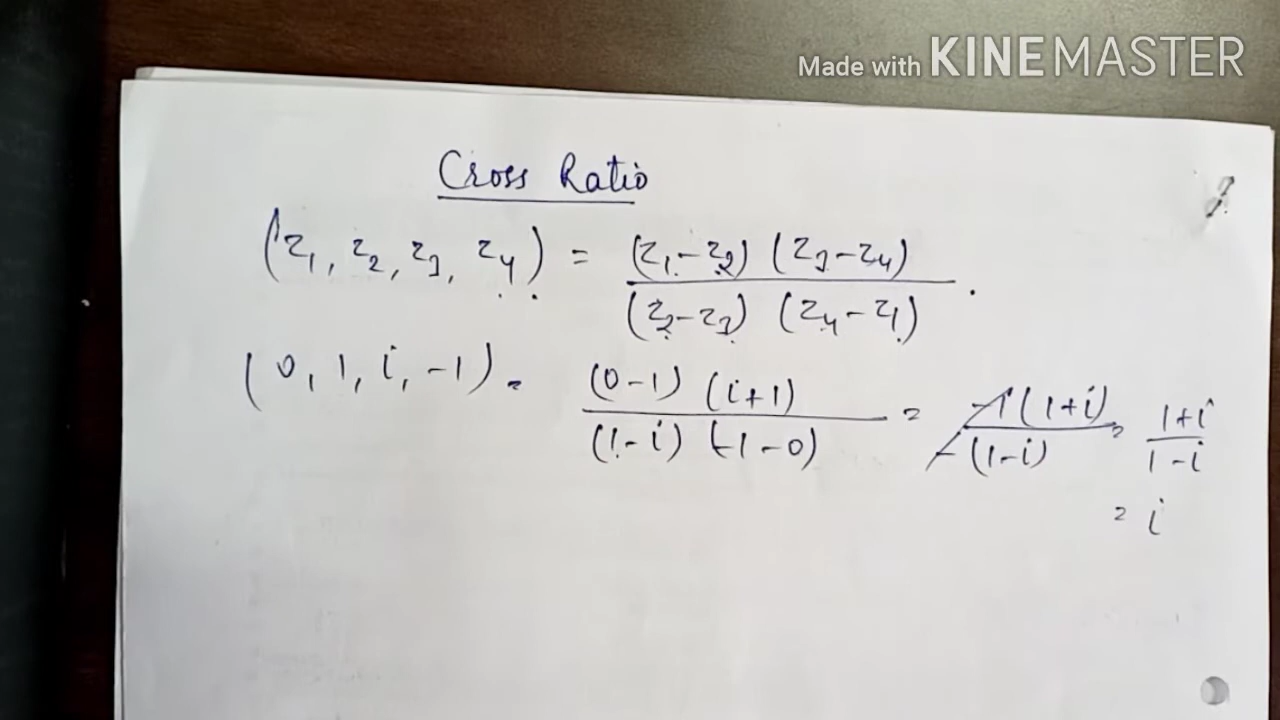 Made with KINEMASTER
Cross Ratio
(z₁, z₂, z₃, z₄) = (z₁-z₂) (z₃-z₄) / (z₂-z₃) (z₄-z₁) .
(0, 1, i, -1) = (0-1) (i+1) / (1-i) (-1-0) = -1(1+i) / -(1-i) = 1+i / 1-i
= i